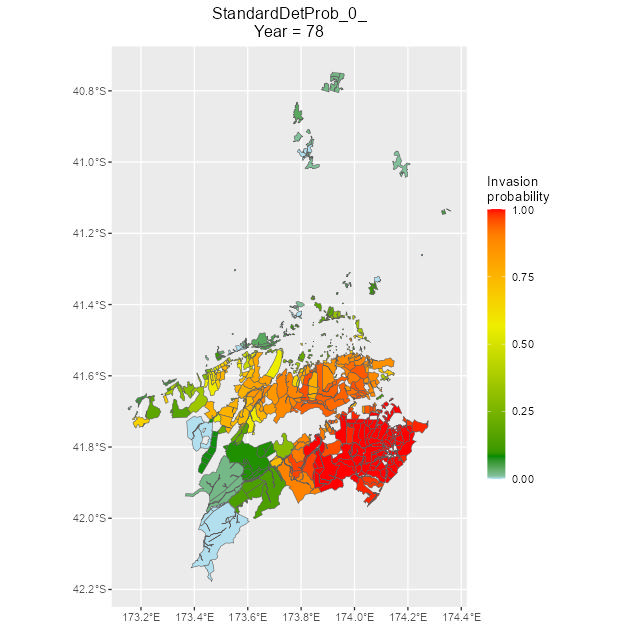 StandardDetProb_0_
Year = 78
40.8°S
41.0°S
41.2°S
41.4°S
41.6°S
41.8°S
42.0°S
42.2°S
173.2°E 173.4°E 173.6°E 173.8°E 174.0°E 174.2°E 174.4°E
Invasion
probability
1.00
0.75
0.50
0.25
0.00